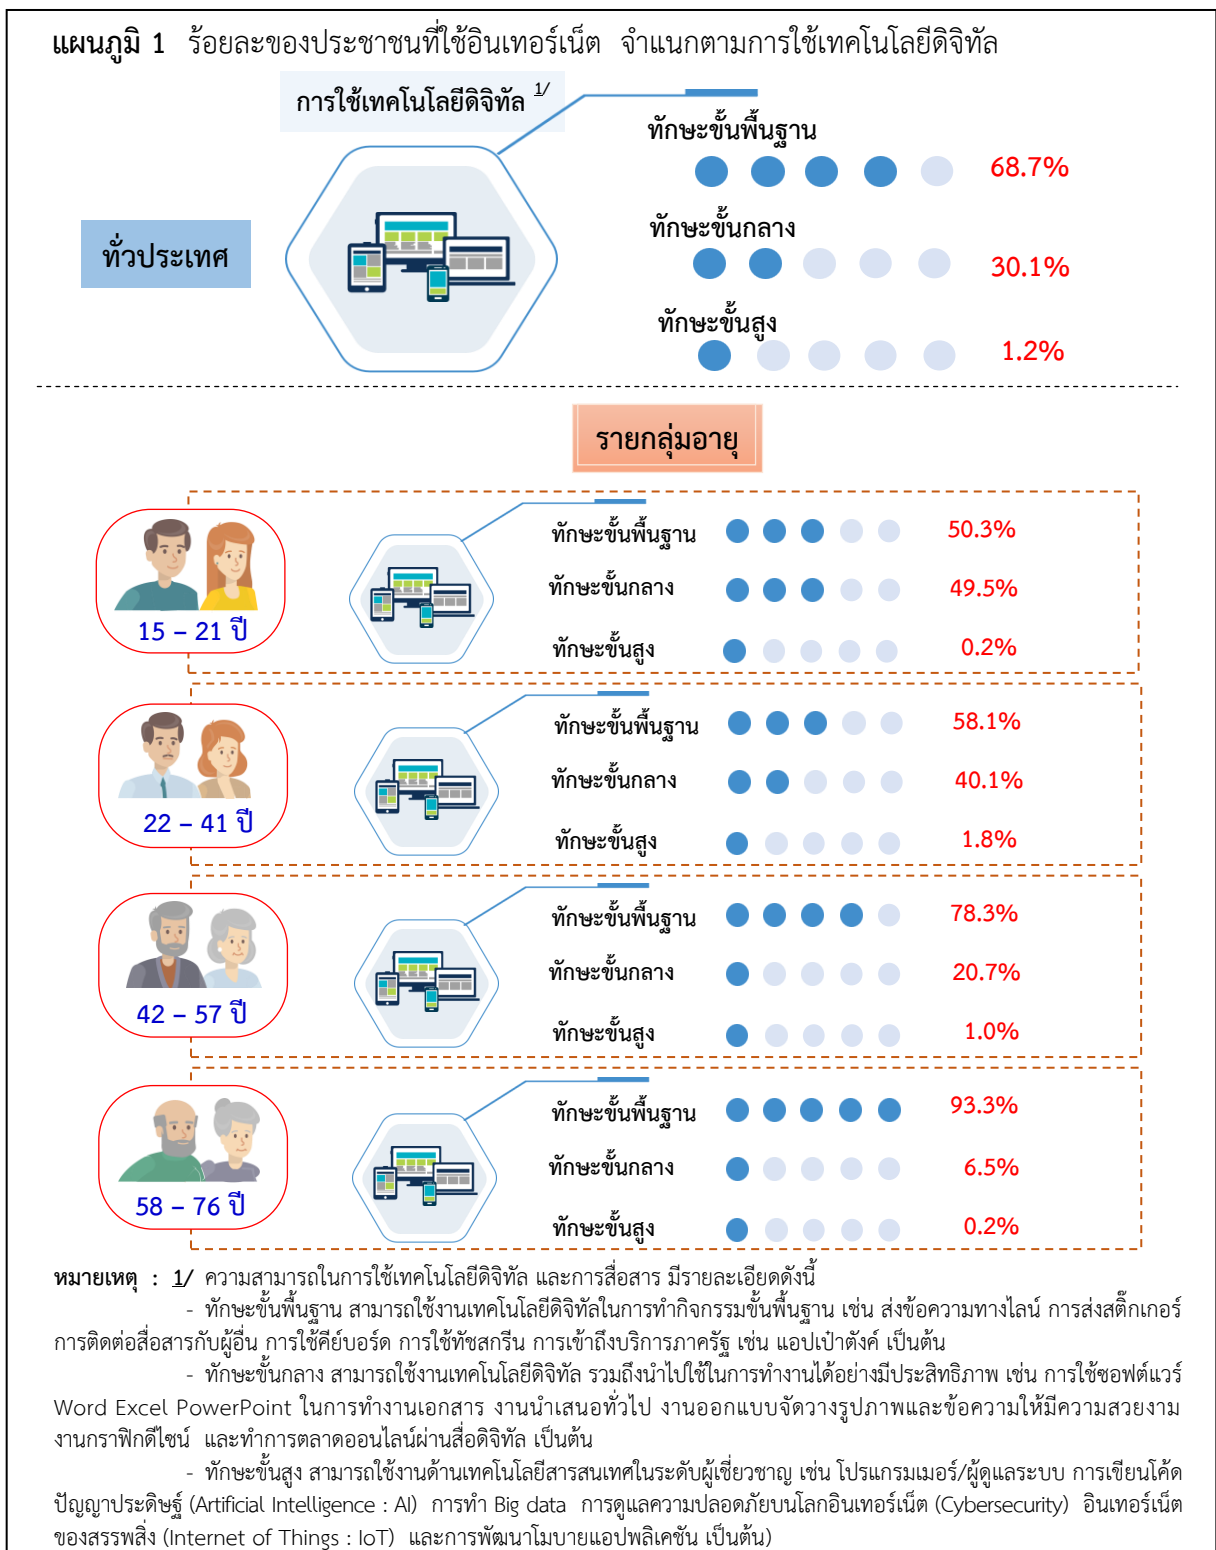 แผนภูมิ 1 ร้อยละของประชาชนที่ใช้อินเทอร์เน็ต จำแนกตามการใช้เทคโนโลยีดิจิทัล
การใช้เทคโนโลยีดิจิทัล 1/
ทั่วประเทศ
ทักษะขั้นพื้นฐาน
68.7%
ทักษะขั้นกลาง
30.1%
ทักษะขั้นสูง
1.2%
รายกลุ่มอายุ
15 – 21 ปี
ทักษะขั้นพื้นฐาน 50.3%
ทักษะขั้นกลาง 49.5%
ทักษะขั้นสูง 0.2%
22 – 41 ปี
ทักษะขั้นพื้นฐาน 58.1%
ทักษะขั้นกลาง 40.1%
ทักษะขั้นสูง 1.8%
42 – 57 ปี
ทักษะขั้นพื้นฐาน 78.3%
ทักษะขั้นกลาง 20.7%
ทักษะขั้นสูง 1.0%
58 – 76 ปี
ทักษะขั้นพื้นฐาน 93.3%
ทักษะขั้นกลาง 6.5%
ทักษะขั้นสูง 0.2%
หมายเหตุ : 1/ ความสามารถในการใช้เทคโนโลยีดิจิทัล และการสื่อสาร มีรายละเอียดดังนี้
- ทักษะขั้นพื้นฐาน สามารถใช้งานเทคโนโลยีดิจิทัลในการทำกิจกรรมขั้นพื้นฐาน เช่น ส่งข้อความทางไลน์ การส่งสติ๊กเกอร์
การติดต่อสื่อสารกับผู้อื่น การใช้คีย์บอร์ด การใช้ทัชสกรีน การเข้าถึงบริการภาครัฐ เช่น แอปเป๋าตังค์ เป็นต้น
- ทักษะขั้นกลาง สามารถใช้งานเทคโนโลยีดิจิทัล รวมถึงนำไปใช้ในการทำงานได้อย่างมีประสิทธิภาพ เช่น การใช้ซอฟต์แวร์
Word Excel PowerPoint ในการทำงานเอกสาร งานนำเสนอทั่วไป งานออกแบบจัดวางรูปภาพและข้อความให้มีความสวยงาม
งานกราฟิกดีไซน์ และทำการตลาดออนไลน์ผ่านสื่อดิจิทัล เป็นต้น
- ทักษะขั้นสูง สามารถใช้งานด้านเทคโนโลยีสารสนเทศในระดับผู้เชี่ยวชาญ เช่น โปรแกรมเมอร์/ผู้ดูแลระบบ การเขียนโค้ด
ปัญญาประดิษฐ์ (Artificial Intelligence : AI) การทำ Big data การดูแลความปลอดภัยบนโลกอินเทอร์เน็ต (Cybersecurity) อินเทอร์เน็ต
ของสรรพสิ่ง (Internet of Things : IoT) และการพัฒนาโมบายแอปพลิเคชัน เป็นต้น)